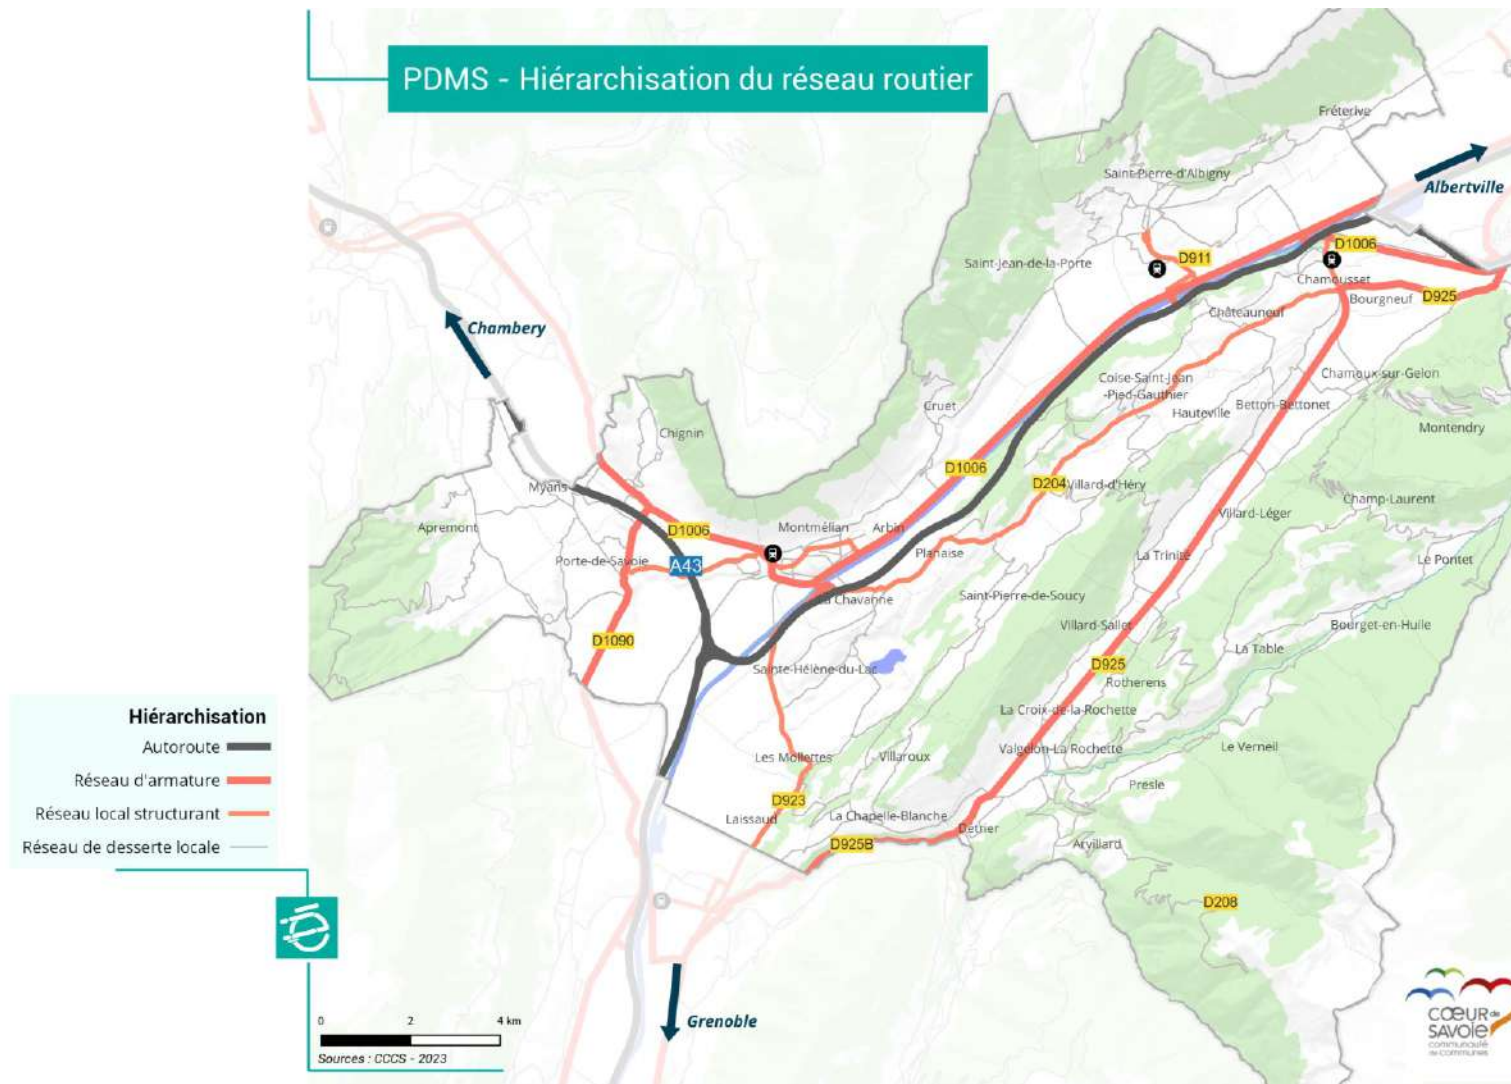 PDMS - Hiérarchisation du réseau routier
Fréterive
Saint-Pierre-d'Albigny
Albertville
D1006
D911
Saint-Jean-de-la-Porte
Chamousset
Bourgneuf
D925
Châteauneuf
Chambery
Coise-Saint-Jean
-Pied-Gauthier
Chamoux-sur-Gelon
Cruet
Hauteville
Betton-Bettonet
Montendry
Chignin
D1006
D204
Villard-d'Héry
Myans
Champ-Laurent
Villard-Léger
Apremont
D1006
Montmélian
Arbin
Planaise
La Trinité
Le Pontet
Porte-de-Savoie
A43
La Chavanne
Saint-Pierre-de-Soucy
Villard-Sallet
Bourget-en-Huile
D1090
La Table
Sainte-Hélène-du-Lac
D925
Rotherens
La Croix-de-la-Rochette
Valgelon-La Rochette
Le Verneil
Les Mollettes
Villaroux
Presle
D923
Laissaud
La Chapelle-Blanche
Détrier
D925B
Arvillard
D208
Hiérarchisation
Autoroute
Réseau d'armature
Réseau local structurant
Réseau de desserte locale
Grenoble
0 2 4 km
Sources : CCCS - 2023
CŒUR de
SAVOIE
communauté
de communes